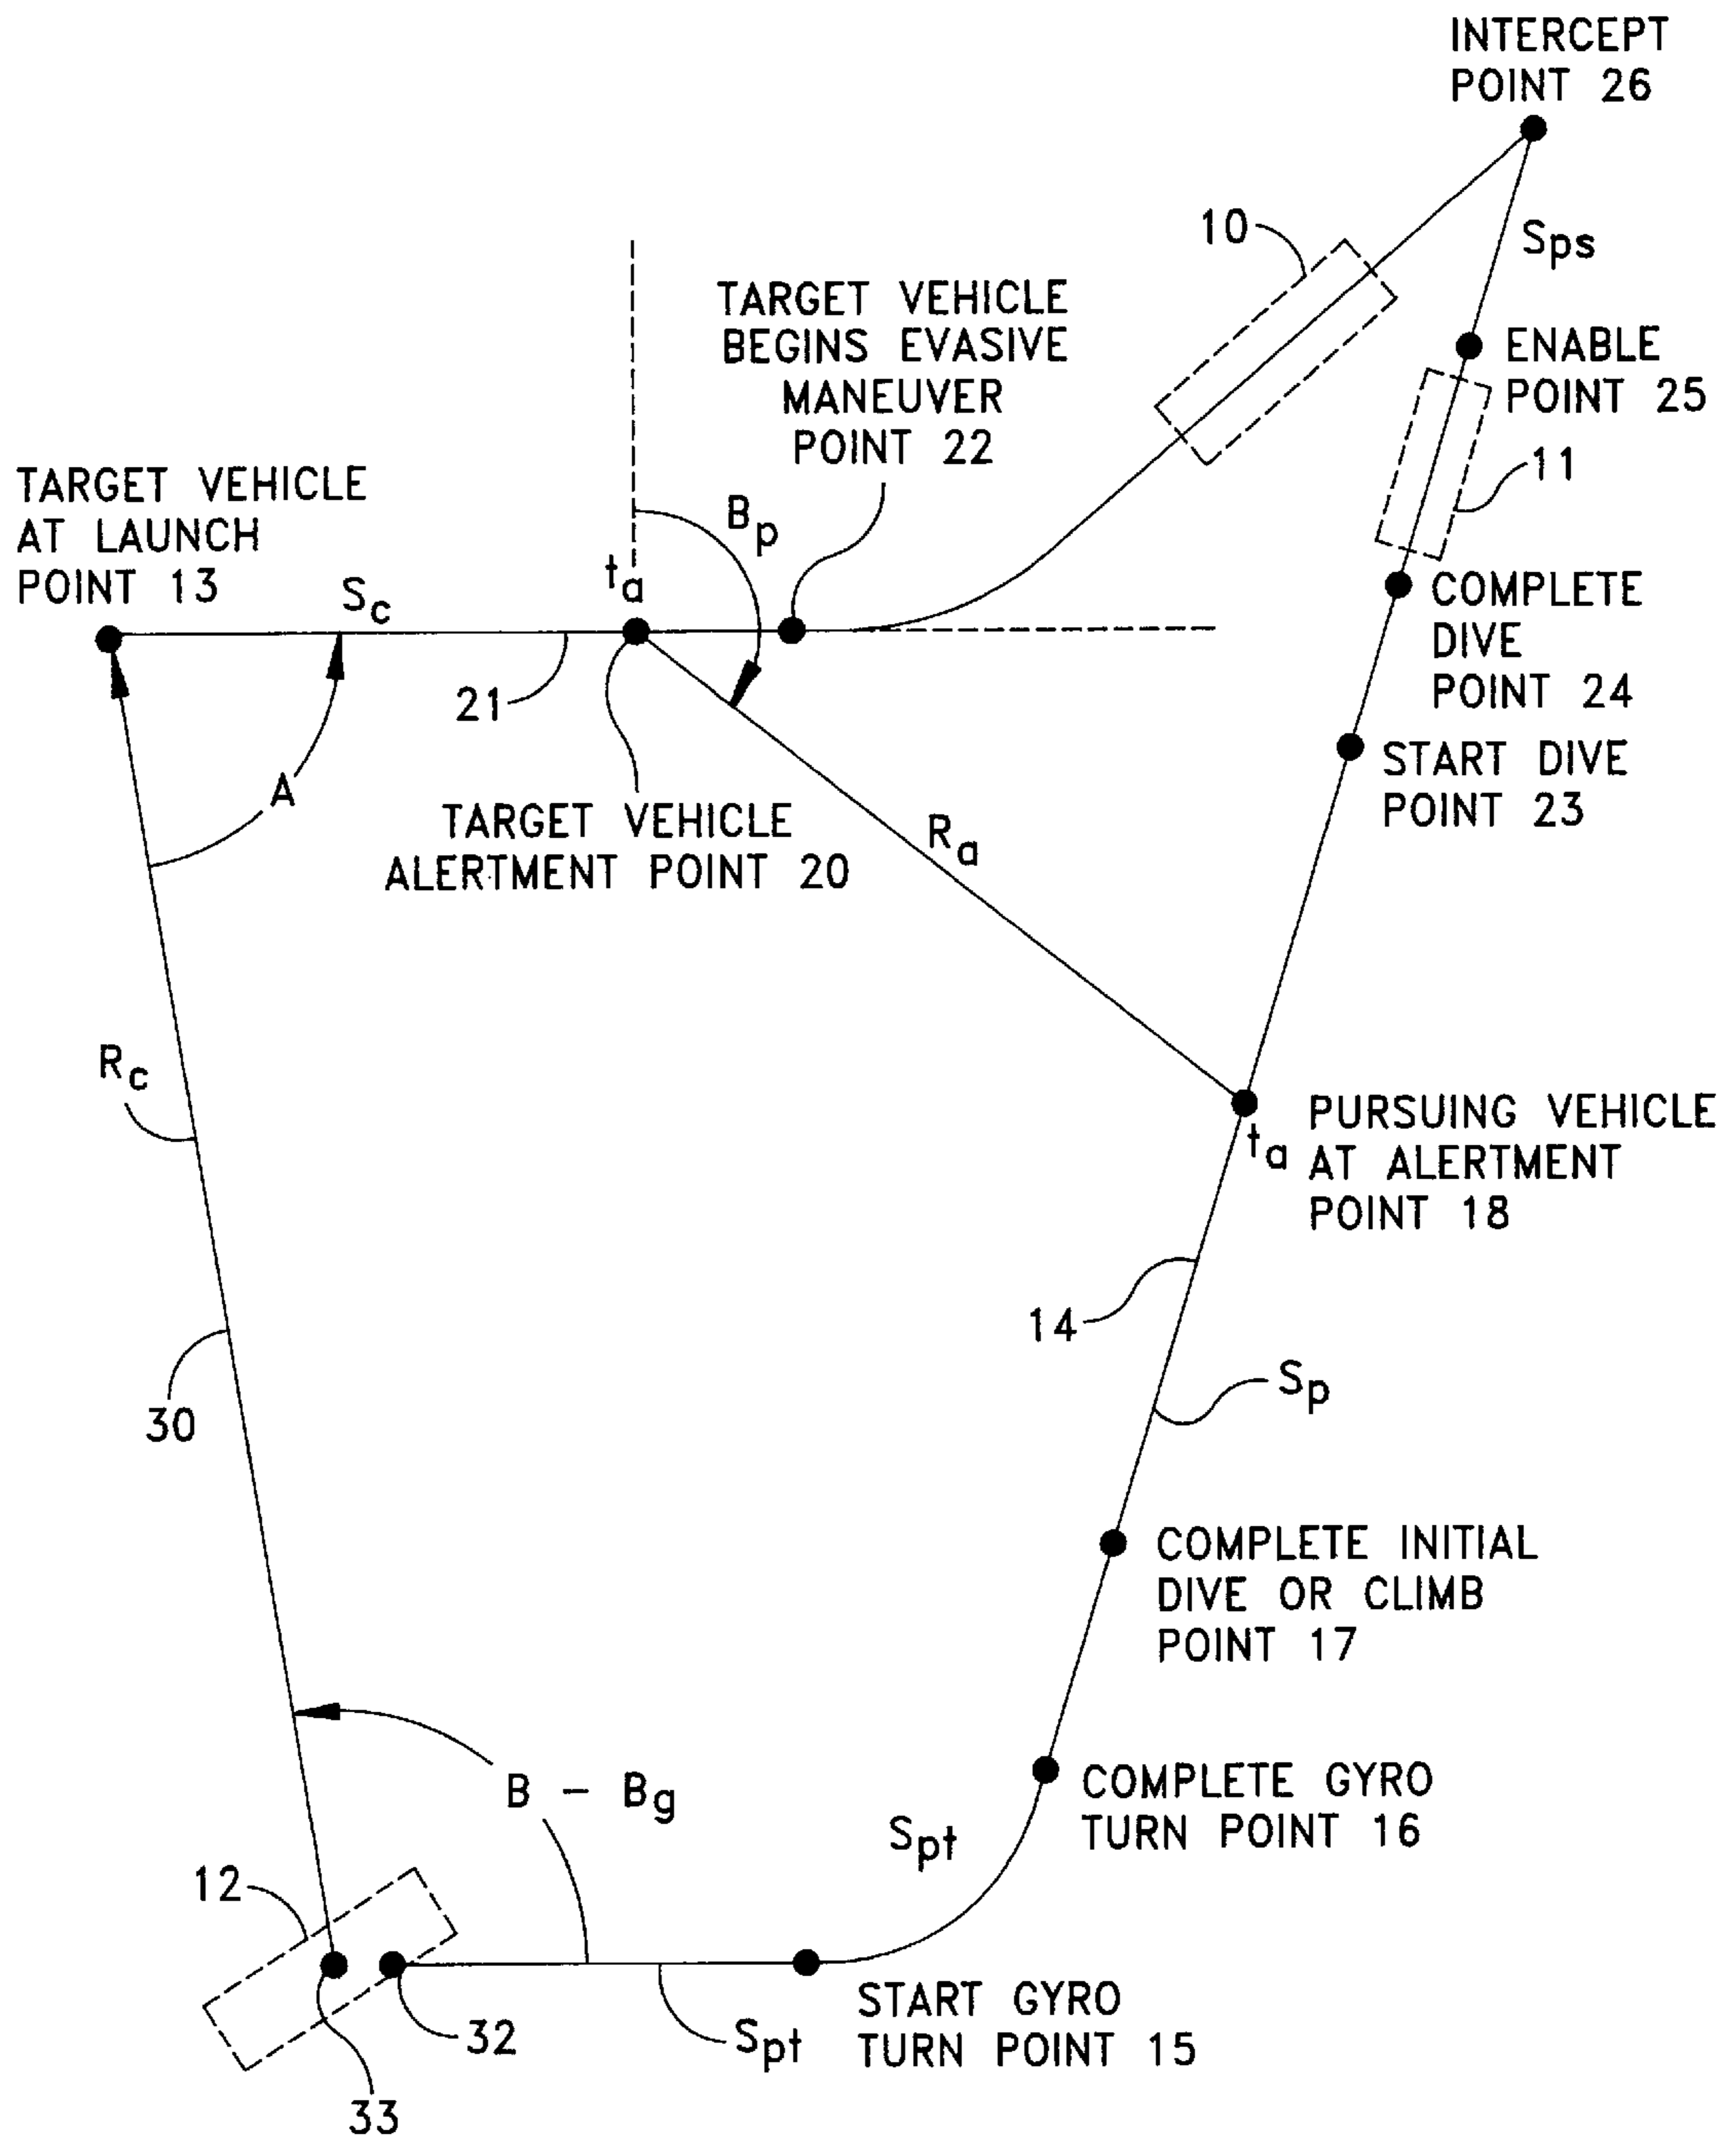 INTERCEPT
POINT 26
10
Sps
TARGET VEHICLE
BEGINS EVASIVE
MANEUVER
POINT 22
ENABLE
POINT 25
11
TARGET VEHICLE
AT LAUNCH
POINT 13
Bp
ta
Sc
COMPLETE
DIVE
POINT 24
21
START DIVE
POINT 23
A
TARGET VEHICLE
ALERTMENT POINT 20
Ra
Rc
PURSUING VEHICLE
AT ALERTMENT
POINT 18
ta
14
Sp
30
COMPLETE INITIAL
DIVE OR CLIMB
POINT 17
B - Bg
COMPLETE GYRO
TURN POINT 16
Spt
12
START GYRO
TURN POINT 15
32
Spt
33